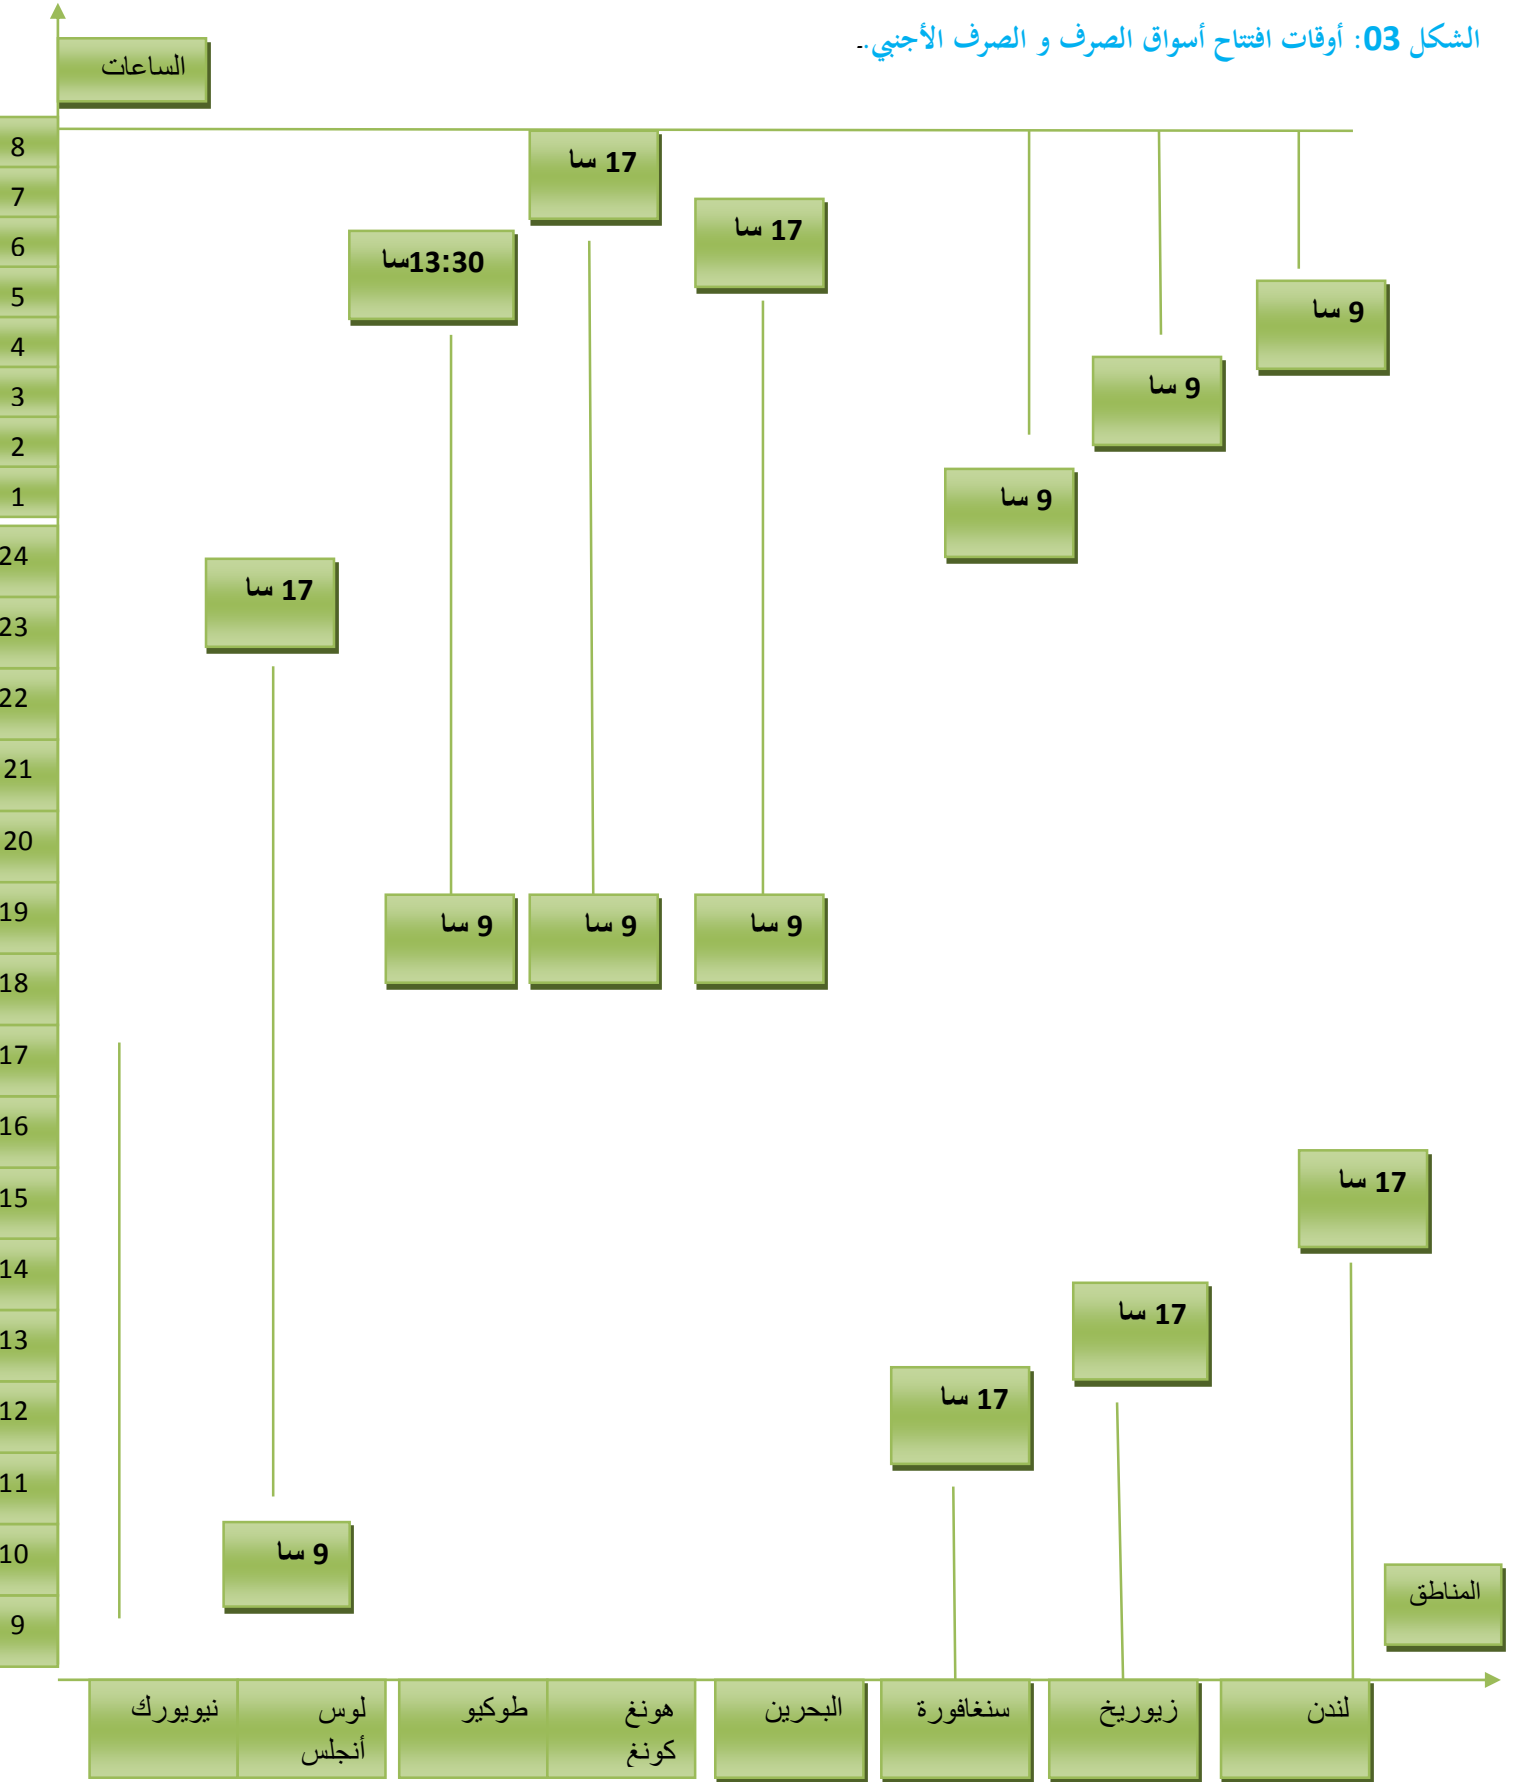 الشكل 03: أوقات افتتاح أسواق الصرف و الصرف الأجنبي.
الساعات
8
7
6
5
4
3
2
1
24
23
22
21
20
19
18
17
16
15
14
13
12
11
10
9
17 سا
17 سا
13:30سا
9 سا
9 سا
9 سا
17 سا
9 سا
9 سا
9 سا
17 سا
17 سا
17 سا
9 سا
المناطق
نيويورك
لوس
أنجلس
طوكيو
هونغ
كونغ
البحرين
سنغافورة
زيوريخ
لندن